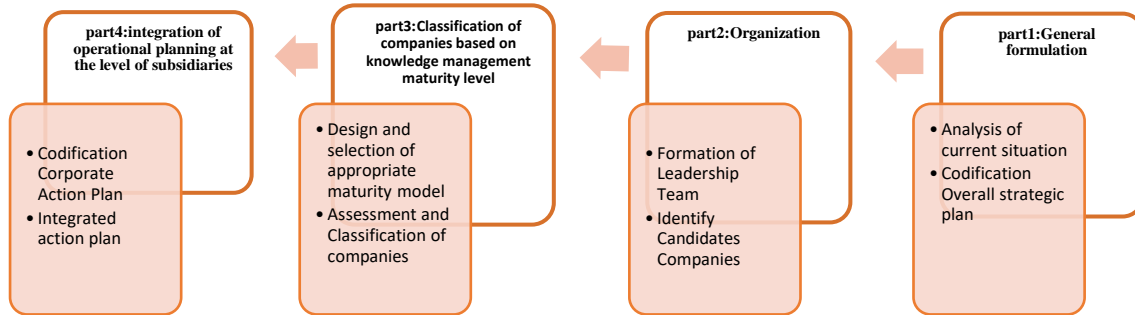 part4:integration of
operational planning at
the level of subsidiaries
• Codification
Corporate
Action Plan
• Integrated
action plan
part3:Classification of
companies based on
knowledge management
maturity level
• Design and
selection of
appropriate
maturity model
• Assessment and
Classification of
companies
part2:Organization
• Formation of
Leadership
Team
• Identify
Candidates
Companies
part1:General
formulation
• Analysis of
current situation
• Codification
Overall strategic
plan